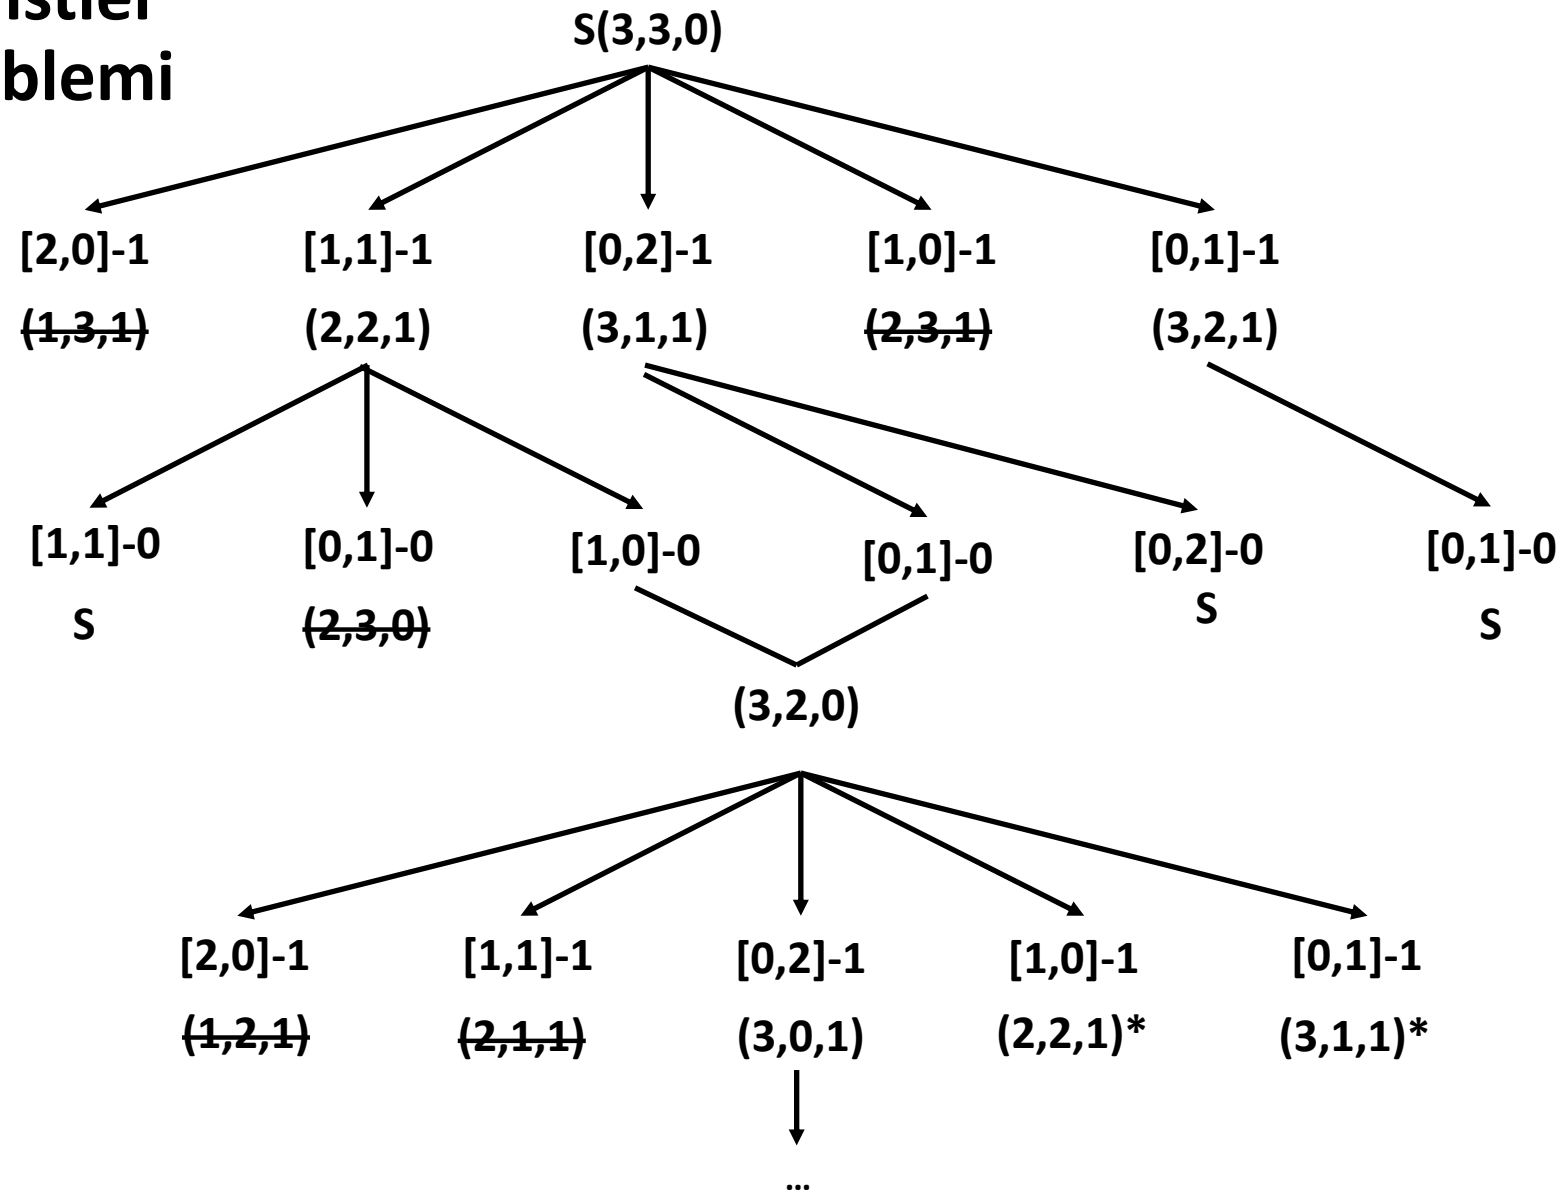 blemi
S(3,3,0)
[2,0]-1 [1,1]-1 [0,2]-1 [1,0]-1 [0,1]-1
(1,3,1) (2,2,1) (3,1,1) (2,3,1) (3,2,1)
[1,1]-0 [0,1]-0 [1,0]-0 [0,1]-0 [0,2]-0 [0,1]-0
S (2,3,0) S S
(3,2,0)
[2,0]-1 [1,1]-1 [0,2]-1 [1,0]-1 [0,1]-1
(1,2,1) (2,1,1) (3,0,1) (2,2,1)* (3,1,1)*
...